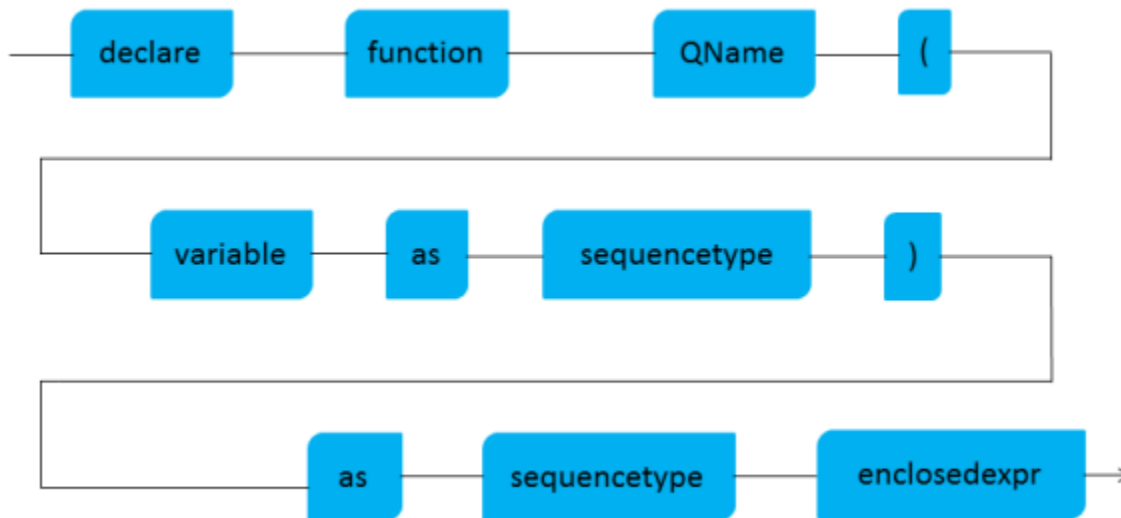 declare function QName (
variable as sequencetype )
as sequencetype enclosedexpr